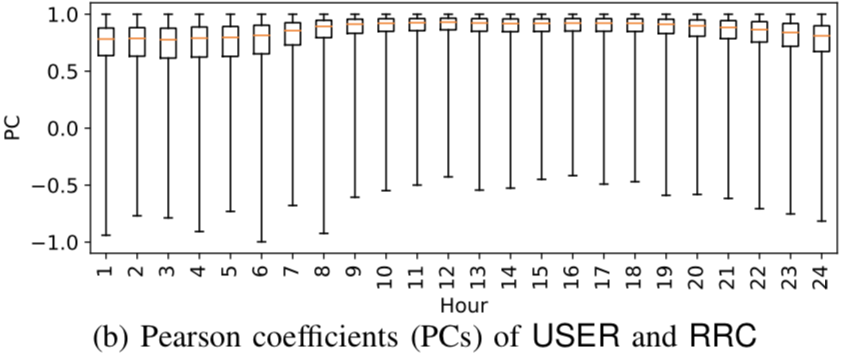 1.0
0.5
0.0
−0.5
−1.0
PC
1 2 3 4 5 6 7 8 9 10 11 12 13 14 15 16 17 18 19 20 21 22 23 24
Hour
(b) Pearson coefficients (PCs) of USER and RRC